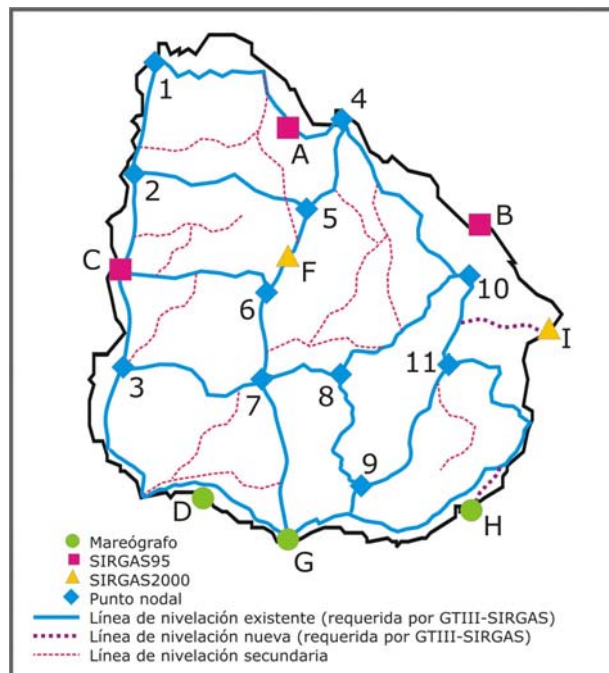 1
4
A
2
5
B
C
F
6
10
I
3
7
8
11
9
D
G
H
Mareógrafo
SIRGAS95
SIRGAS2000
Punto nodal
Línea de nivelación existente (requerida por GTIII-SIRGAS)
Línea de nivelación nueva (requerida por GTIII-SIRGAS)
Línea de nivelación secundaria